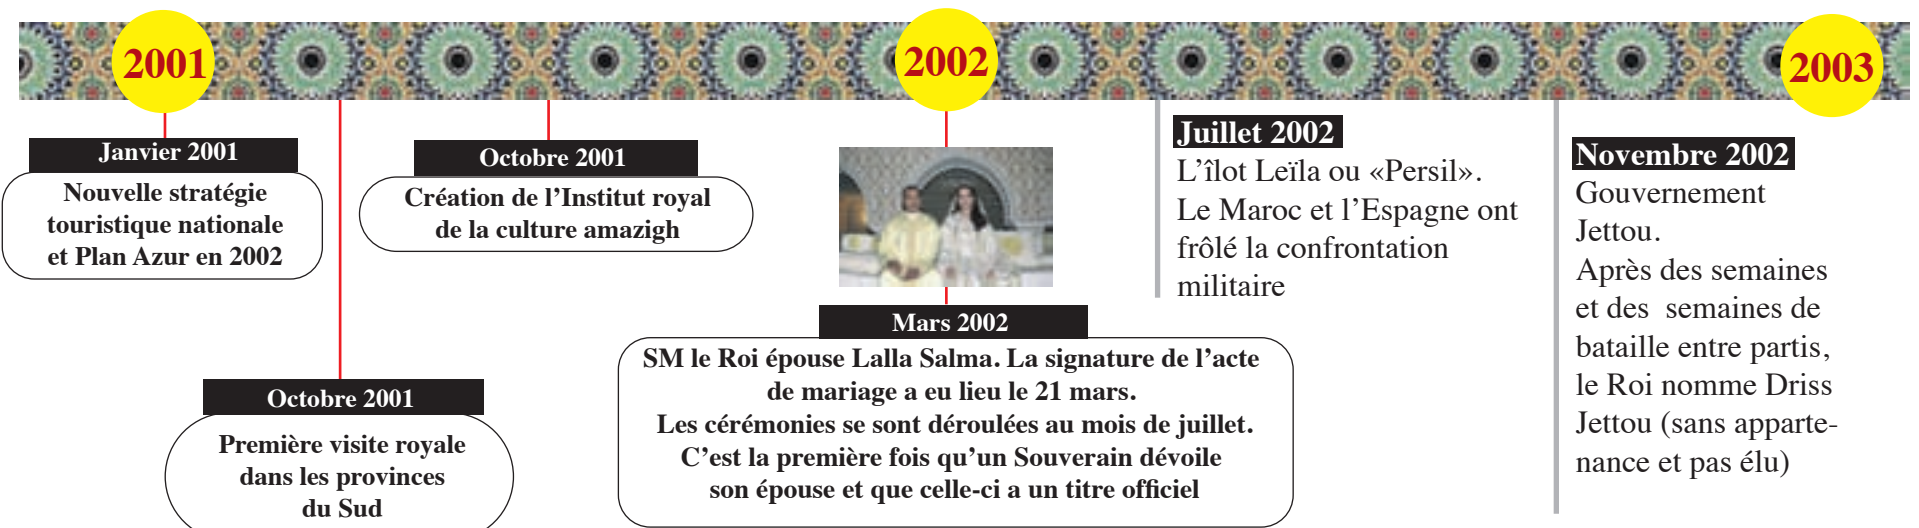 2001
2002
2003
Janvier 2001
Nouvelle stratégie
touristique nationale
et Plan Azur en 2002
Octobre 2001
Première visite royale
dans les provinces
du Sud
Octobre 2001
Création de l’Institut royal
de la culture amazigh
Mars 2002
SM le Roi épouse Lalla Salma. La signature de l’acte
de mariage a eu lieu le 21 mars.
Les cérémonies se sont déroulées au mois de juillet.
C’est la première fois qu’un Souverain dévoile
son épouse et que celle-ci a un titre officiel
Juillet 2002
L’îlot Leïla ou «Persil».
Le Maroc et l’Espagne ont
frôlé la confrontation
militaire
Novembre 2002
Gouvernement
Jettou.
Après des semaines
et des semaines de
bataille entre partis,
le Roi nomme Driss
Jettou (sans apparte-
nance et pas élu)